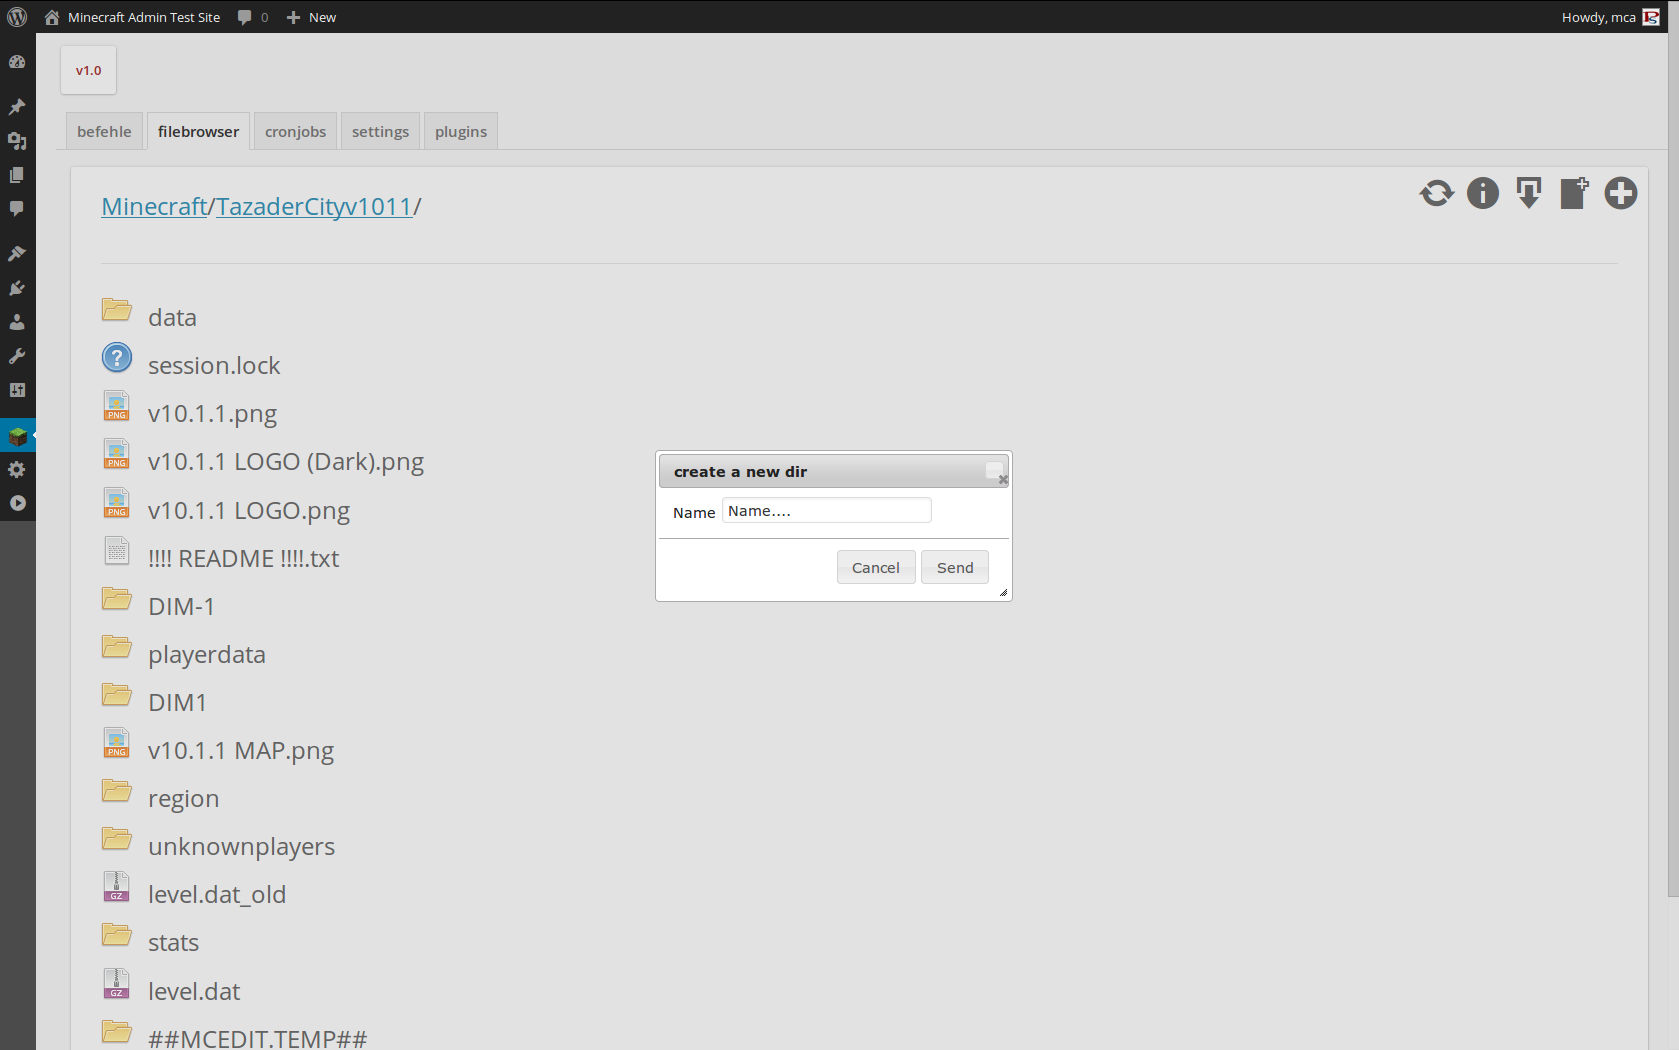 Minecraft Admin Test Site 0 New Howdy, mca
v1.0
befehle filebrowser cronjobs settings plugins
Minecraft/TazaderCityv1011/
data
session.lock
PNG v10.1.1.png
PNG v10.1.1 LOGO (Dark).png
PNG v10.1.1 LOGO.png
!!!! README !!!!.txt
DIM-1
playerdata
DIM1
PNG v10.1.1 MAP.png
region
unknownplayers
GZ level.dat_old
stats
GZ level.dat
##MCEDIT.TEMP##
create a new dir
Name Name....
Cancel Send